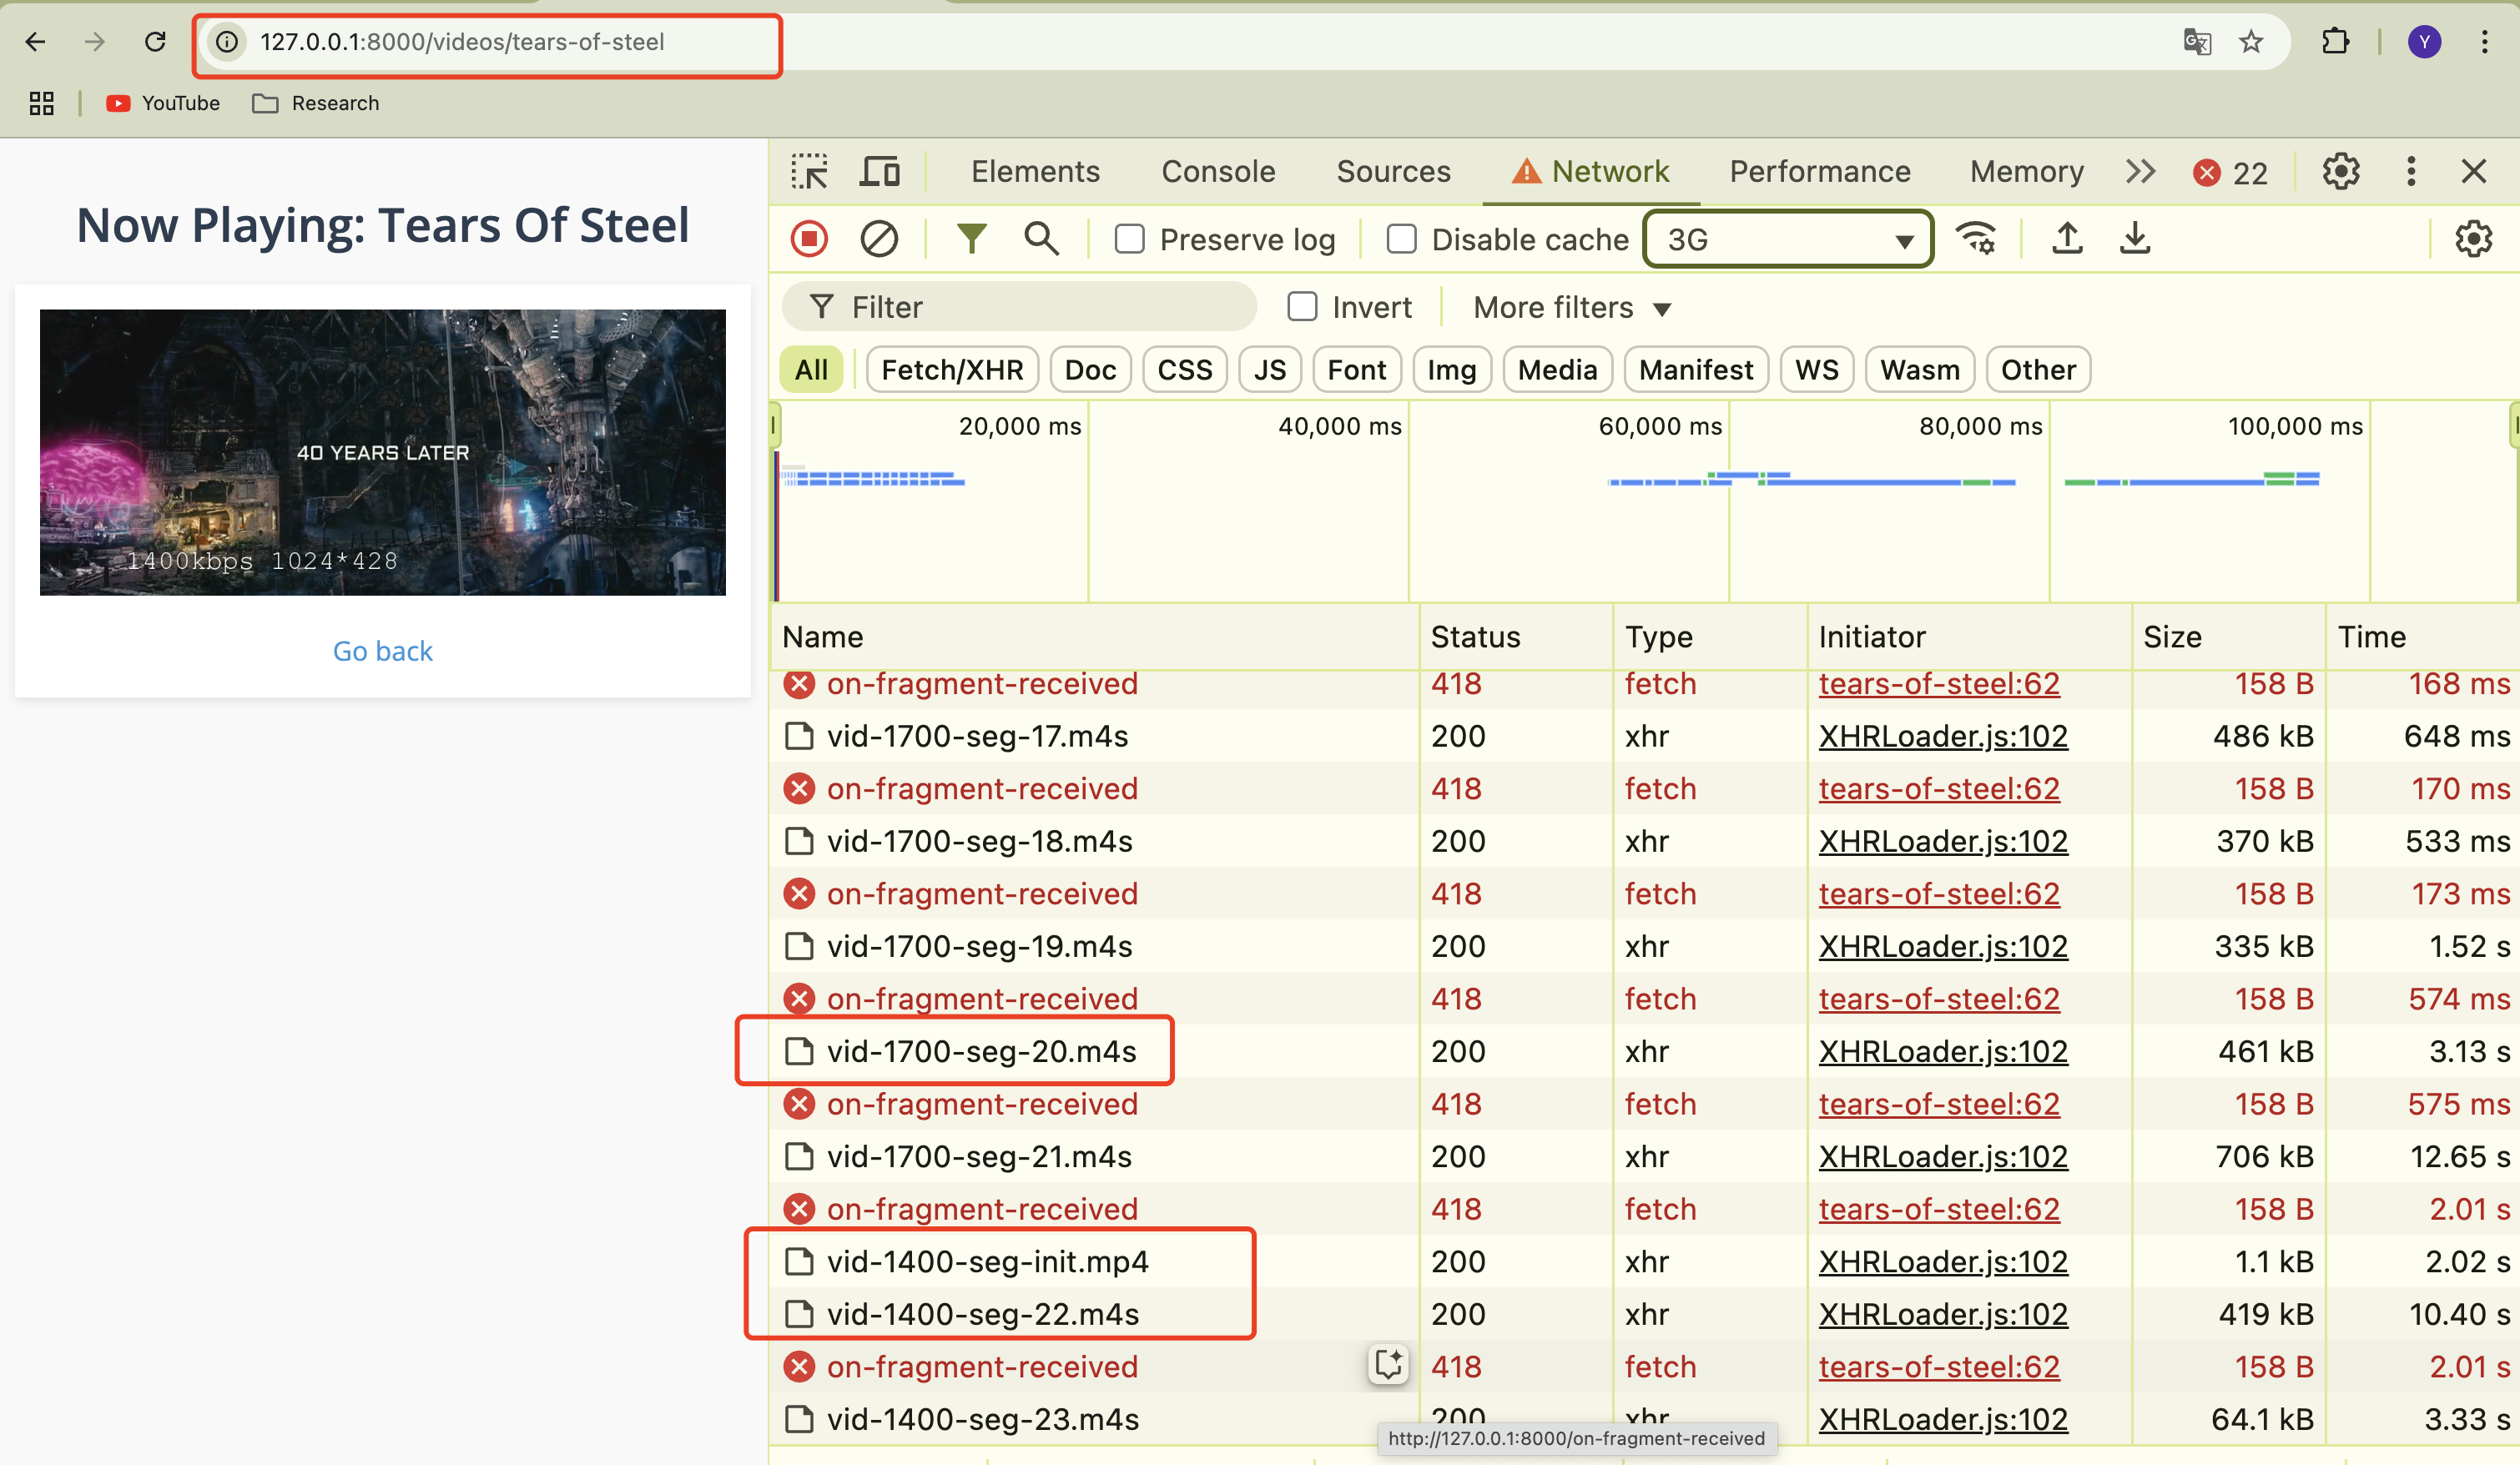 127.0.0.1:8000/videos/tears-of-steel
Y
YouTube Research
Now Playing: Tears Of Steel
40 YEARS LATER
1400kbps 1024*428
Go back
Elements Console Sources Network Performance Memory 22
Preserve log Disable cache 3G
Filter Invert More filters
All Fetch/XHR Doc CSS JS Font Img Media Manifest WS Wasm Other
20,000 ms 40,000 ms 60,000 ms 80,000 ms 100,000 ms
Name Status Type Initiator Size Time
on-fragment-received 418 fetch tears-of-steel:62 158 B 168 ms
vid-1700-seg-17.m4s 200 xhr XHRLoader.js:102 486 kB 648 ms
on-fragment-received 418 fetch tears-of-steel:62 158 B 170 ms
vid-1700-seg-18.m4s 200 xhr XHRLoader.js:102 370 kB 533 ms
on-fragment-received 418 fetch tears-of-steel:62 158 B 173 ms
vid-1700-seg-19.m4s 200 xhr XHRLoader.js:102 335 kB 1.52 s
on-fragment-received 418 fetch tears-of-steel:62 158 B 574 ms
vid-1700-seg-20.m4s 200 xhr XHRLoader.js:102 461 kB 3.13 s
on-fragment-received 418 fetch tears-of-steel:62 158 B 575 ms
vid-1700-seg-21.m4s 200 xhr XHRLoader.js:102 706 kB 12.65 s
on-fragment-received 418 fetch tears-of-steel:62 158 B 2.01 s
vid-1400-seg-init.mp4 200 xhr XHRLoader.js:102 1.1 kB 2.02 s
vid-1400-seg-22.m4s 200 xhr XHRLoader.js:102 419 kB 10.40 s
on-fragment-received 418 fetch tears-of-steel:62 158 B 2.01 s
vid-1400-seg-23.m4s 200 xhr XHRLoader.js:102 64.1 kB 3.33 s
http://127.0.0.1:8000/on-fragment-received